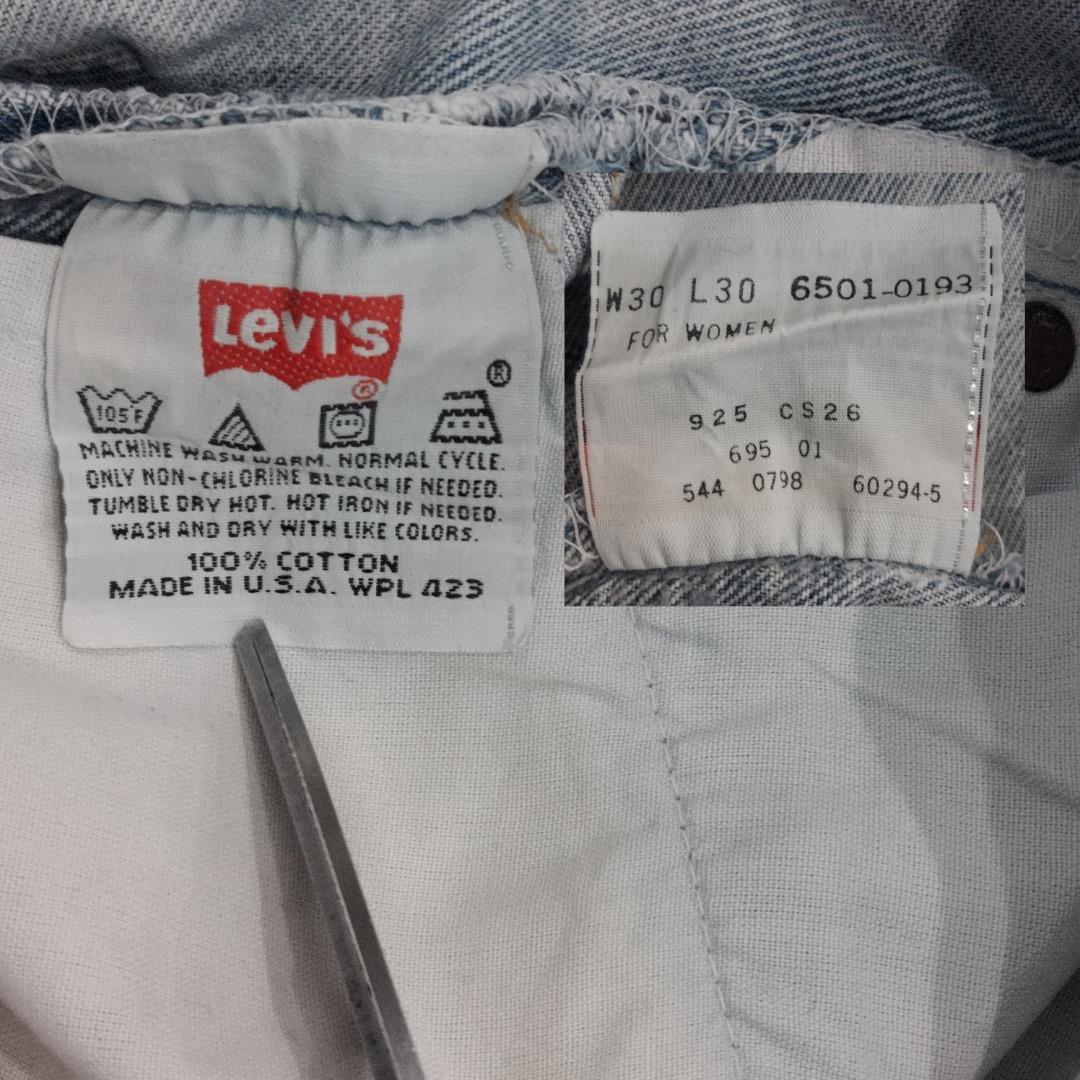 Levi's
®
®
105F
MACHINE WASH WARM. NORMAL CYCLE.
ONLY NON-CHLORINE BLEACH IF NEEDED.
TUMBLE DRY HOT. HOT IRON IF NEEDED.
WASH AND DRY WITH LIKE COLORS.
100% COTTON
MADE IN U.S.A. WPL 423
W30 L30 6501-0193
FOR WOMEN
925 CS26
695 01
544 0798 60294-5